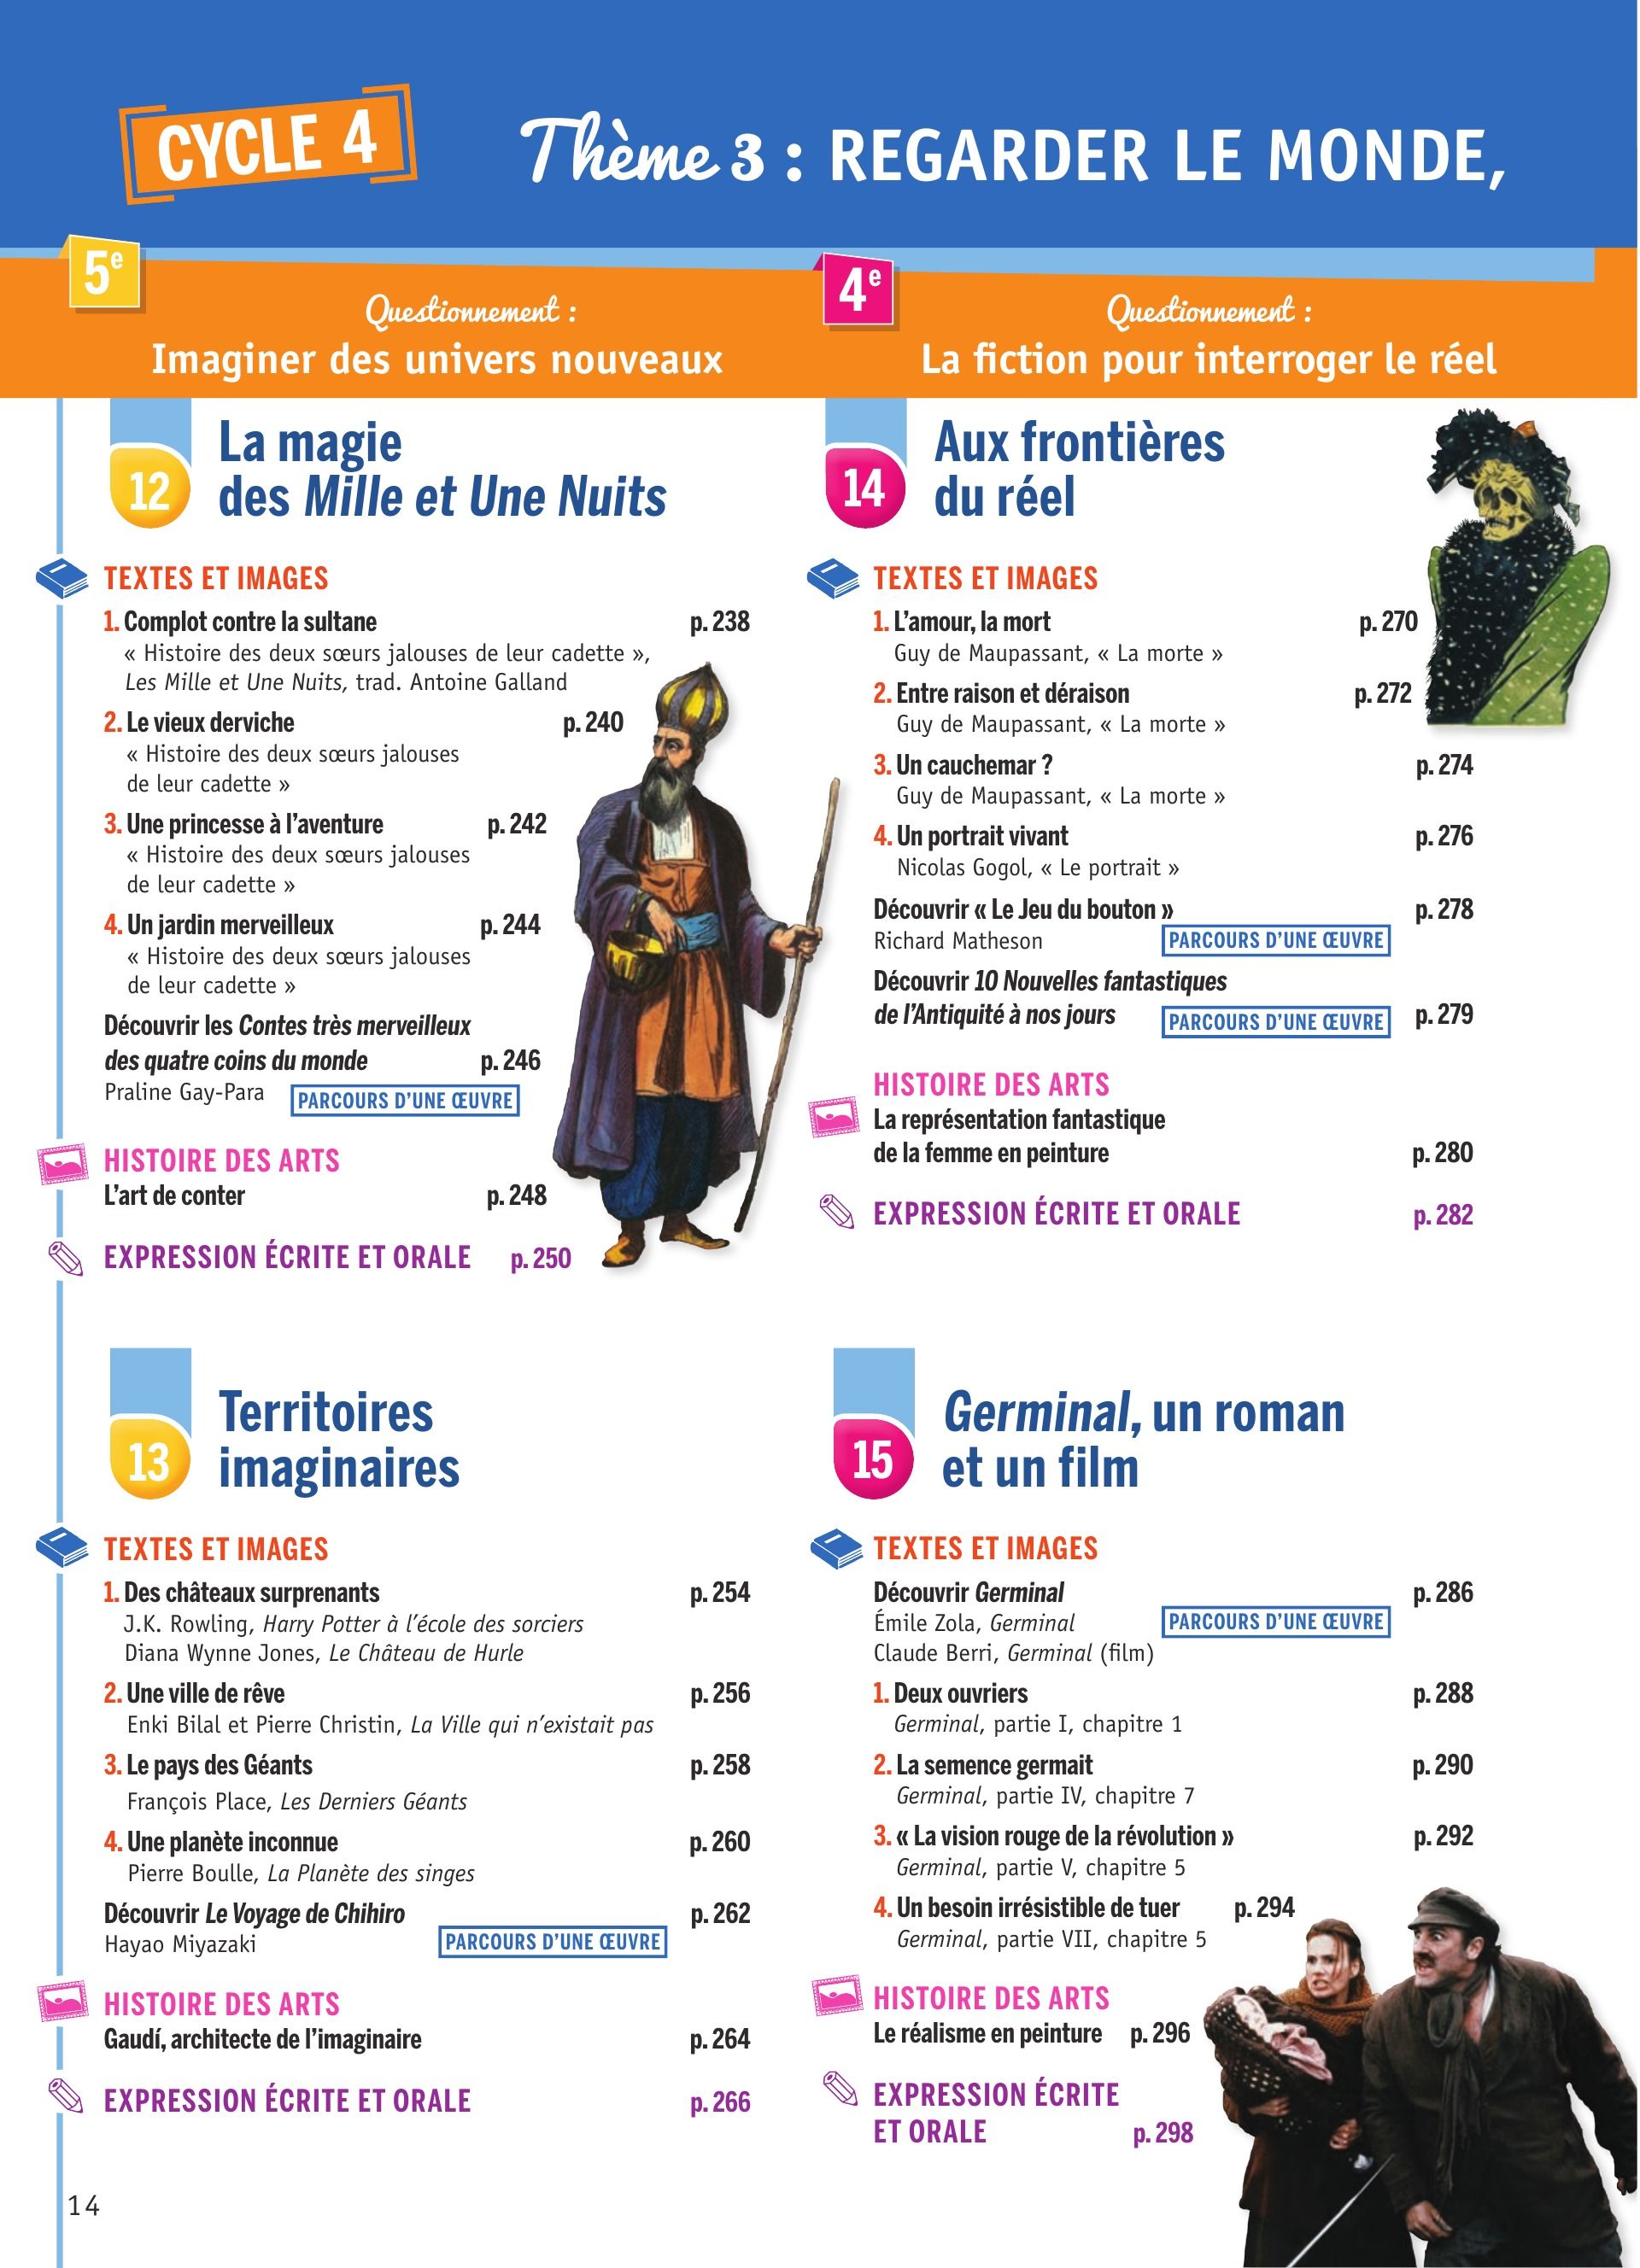 CYCLE 4
Thème 3 : REGARDER LE MONDE,
5e
Questionnement :
Imaginer des univers nouveaux
12
La magie
des Mille et Une Nuits
TEXTES ET IMAGES
1. Complot contre la sultane p. 238
« Histoire des deux sœurs jalouses de leur cadette »,
Les Mille et Une Nuits, trad. Antoine Galland
2. Le vieux derviche p. 240
« Histoire des deux sœurs jalouses
de leur cadette »
3. Une princesse à l'aventure p. 242
« Histoire des deux sœurs jalouses
de leur cadette »
4. Un jardin merveilleux p. 244
« Histoire des deux sœurs jalouses
de leur cadette »
Découvrir les Contes très merveilleux
des quatre coins du monde p. 246
Praline Gay-Para PARCOURS D'UNE ŒUVRE
HISTOIRE DES ARTS
L'art de conter p. 248
EXPRESSION ÉCRITE ET ORALE p. 250
13
Territoires
imaginaires
TEXTES ET IMAGES
1. Des châteaux surprenants p. 254
J.K. Rowling, Harry Potter à l'école des sorciers
Diana Wynne Jones, Le Château de Hurle
2. Une ville de rêve p. 256
Enki Bilal et Pierre Christin, La Ville qui n'existait pas
3. Le pays des Géants p. 258
François Place, Les Derniers Géants
4. Une planète inconnue p. 260
Pierre Boulle, La Planète des singes
Découvrir Le Voyage de Chihiro p. 262
Hayao Miyazaki PARCOURS D'UNE ŒUVRE
HISTOIRE DES ARTS
Gaudí, architecte de l'imaginaire p. 264
EXPRESSION ÉCRITE ET ORALE p. 266
4e
Questionnement :
La fiction pour interroger le réel
14
Aux frontières
du réel
TEXTES ET IMAGES
1. L'amour, la mort p. 270
Guy de Maupassant, « La morte »
2. Entre raison et déraison p. 272
Guy de Maupassant, « La morte »
3. Un cauchemar ? p. 274
Guy de Maupassant, « La morte »
4. Un portrait vivant p. 276
Nicolas Gogol, « Le portrait »
Découvrir « Le Jeu du bouton » p. 278
Richard Matheson PARCOURS D'UNE ŒUVRE
Découvrir 10 Nouvelles fantastiques
de l'Antiquité à nos jours PARCOURS D'UNE ŒUVRE p. 279
HISTOIRE DES ARTS
La représentation fantastique
de la femme en peinture p. 280
EXPRESSION ÉCRITE ET ORALE p. 282
15
Germinal, un roman
et un film
TEXTES ET IMAGES
Découvrir Germinal p. 286
Émile Zola, Germinal PARCOURS D'UNE ŒUVRE
Claude Berri, Germinal (film)
1. Deux ouvriers p. 288
Germinal, partie I, chapitre 1
2. La semence germait p. 290
Germinal, partie IV, chapitre 7
3. « La vision rouge de la révolution » p. 292
Germinal, partie V, chapitre 5
4. Un besoin irrésistible de tuer p. 294
Germinal, partie VII, chapitre 5
HISTOIRE DES ARTS
Le réalisme en peinture p. 296
EXPRESSION ÉCRITE
ET ORALE p. 298
14